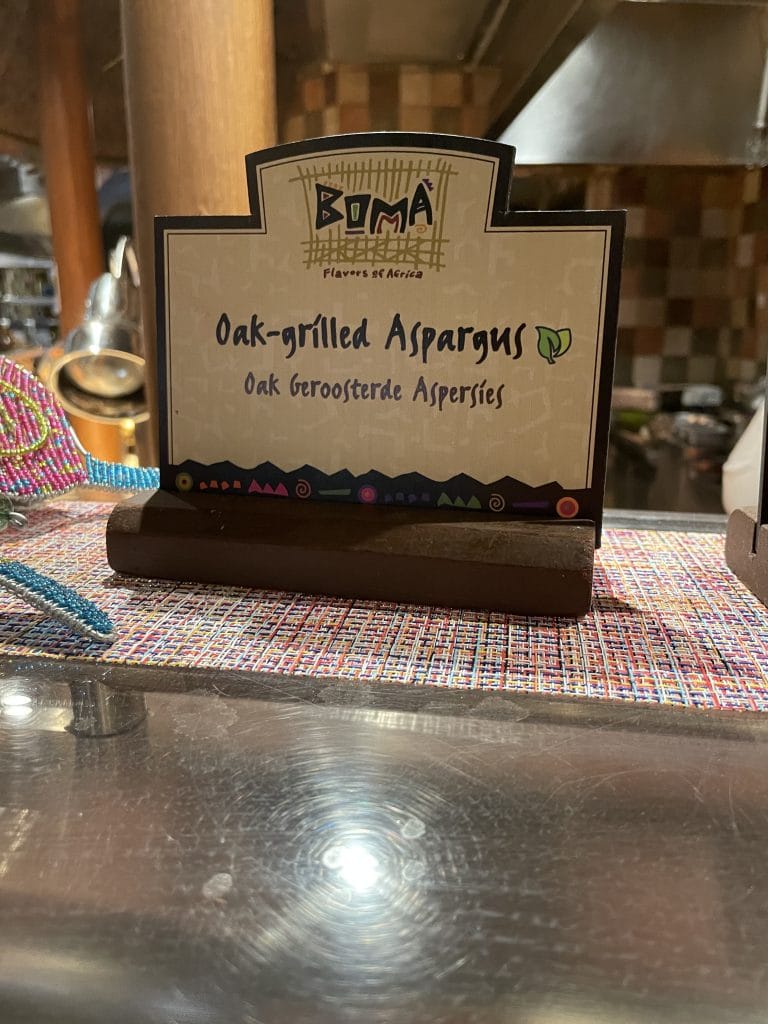 BOMA
Flavors of Africa
Oak-grilled Aspargus
Oak Geroosterde Aspersies